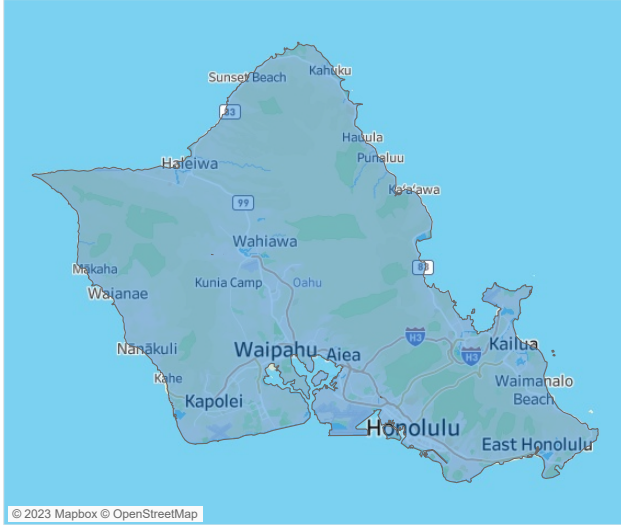 Kahuku
Sunset Beach
83
Hauula
Punaluu
Haleiwa
Ka‘a‘awa
99
Wahiawa
Mākaha
83
Kunia Camp
Oahu
Waianae
H3
Kailua
Nānākuli
Waipahu
Aiea
H3
Kahe
Waimanalo
Beach
Kapolei
Honolulu
East Honolulu
© 2023 Mapbox © OpenStreetMap